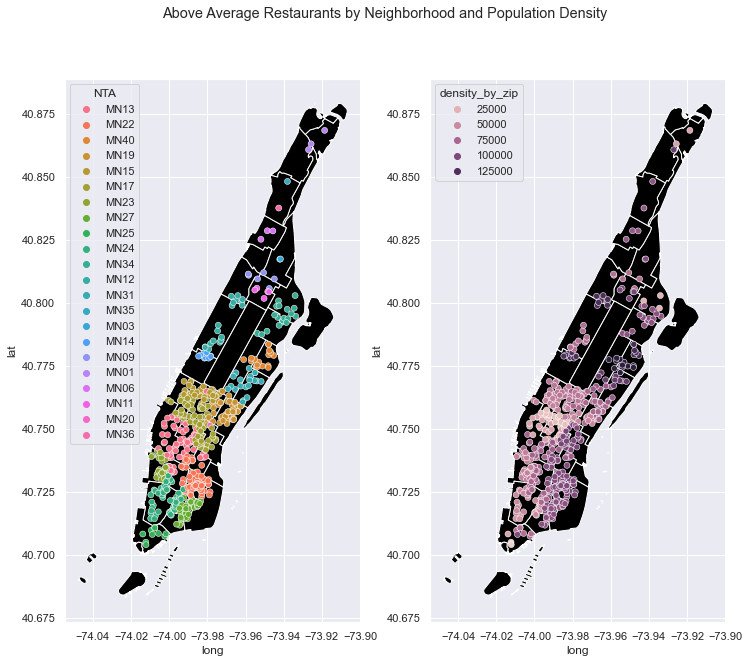 Above Average Restaurants by Neighborhood and Population Density
NTA
MN13
MN22
MN40
MN19
MN15
MN17
MN23
MN27
MN25
MN24
MN34
MN12
MN31
MN35
MN03
MN14
MN09
MN01
MN06
MN11
MN20
MN36
40.875
40.850
40.825
40.800
40.775
40.750
40.725
40.700
40.675
lat
−74.04 −74.02 −74.00 −73.98 −73.96 −73.94 −73.92 −73.90
long
density_by_zip
25000
50000
75000
100000
125000
40.875
40.850
40.825
40.800
40.775
40.750
40.725
40.700
40.675
lat
−74.04 −74.02 −74.00 −73.98 −73.96 −73.94 −73.92 −73.90
long